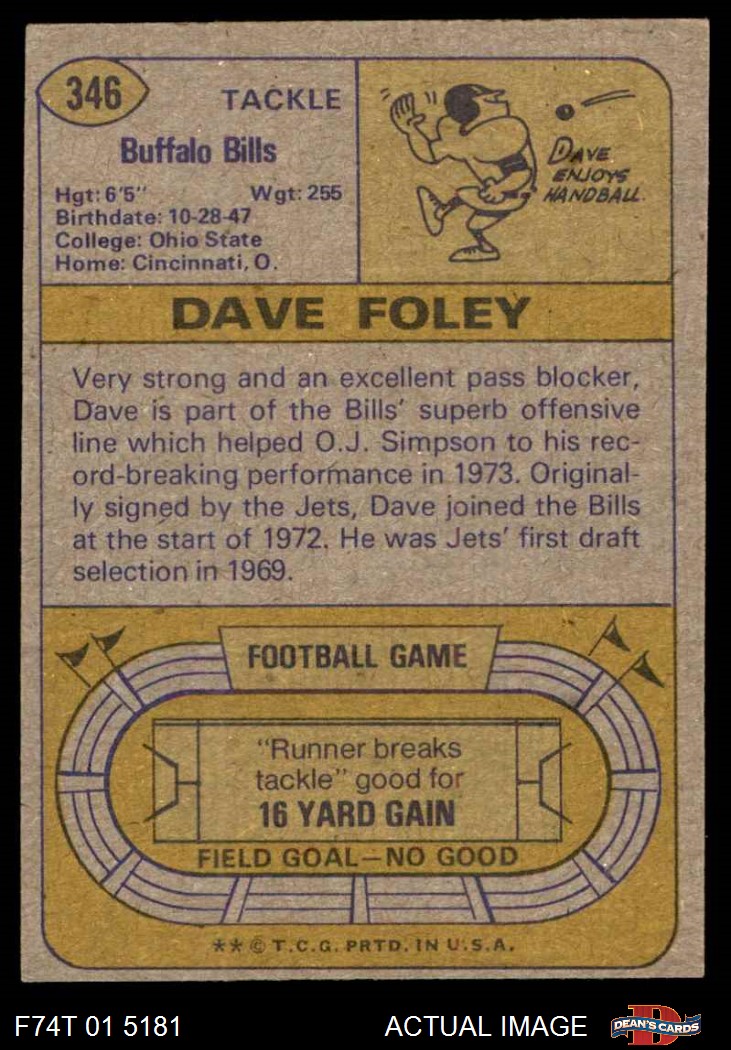 346
TACKLE
Buffalo Bills
Hgt: 6'5" Wgt: 255
Birthdate: 10-28-47
College: Ohio State
Home: Cincinnati, O.
DAVE
ENJOYS
HANDBALL.
DAVE FOLEY
Very strong and an excellent pass blocker,
Dave is part of the Bills' superb offensive
line which helped O.J. Simpson to his rec-
ord-breaking performance in 1973. Original-
ly signed by the Jets, Dave joined the Bills
at the start of 1972. He was Jets' first draft
selection in 1969.
FOOTBALL GAME
"Runner breaks
tackle" good for
16 YARD GAIN
FIELD GOAL—NO GOOD
** © T.C.G. PRTD. IN U.S.A.
F74T 01 5181 ACTUAL IMAGE
D
DEAN'S CARDS